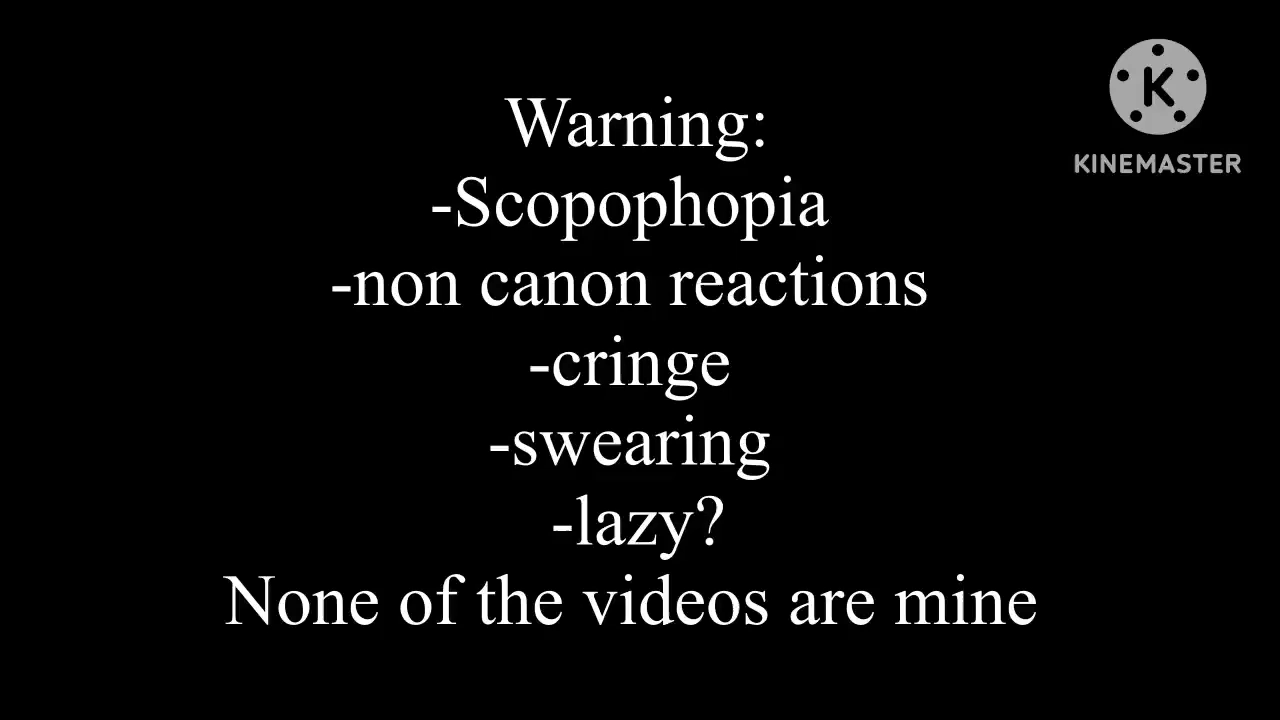 Warning:
-Scopophopia
-non canon reactions
-cringe
-swearing
-lazy?
None of the videos are mine
K
KINEMASTER